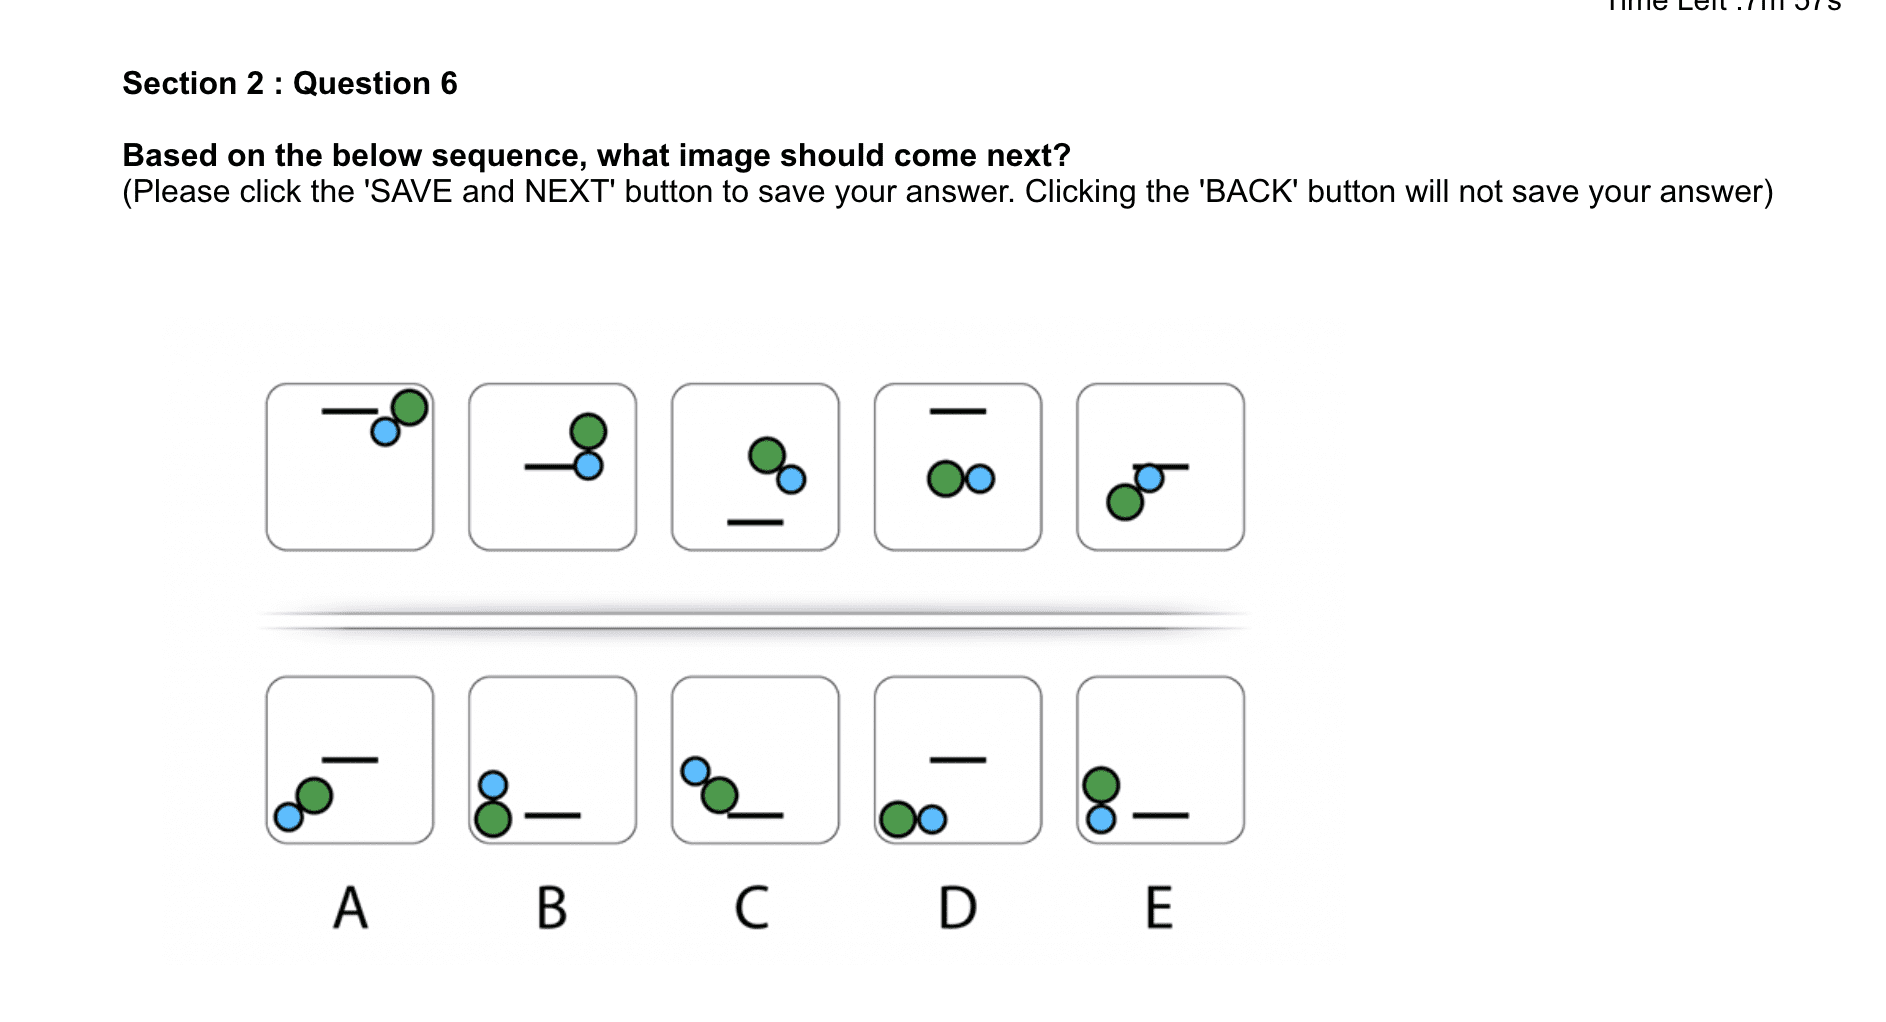 Time Left :7m 57s
Section 2 : Question 6
Based on the below sequence, what image should come next?
(Please click the 'SAVE and NEXT' button to save your answer. Clicking the 'BACK' button will not save your answer)
A B C D E